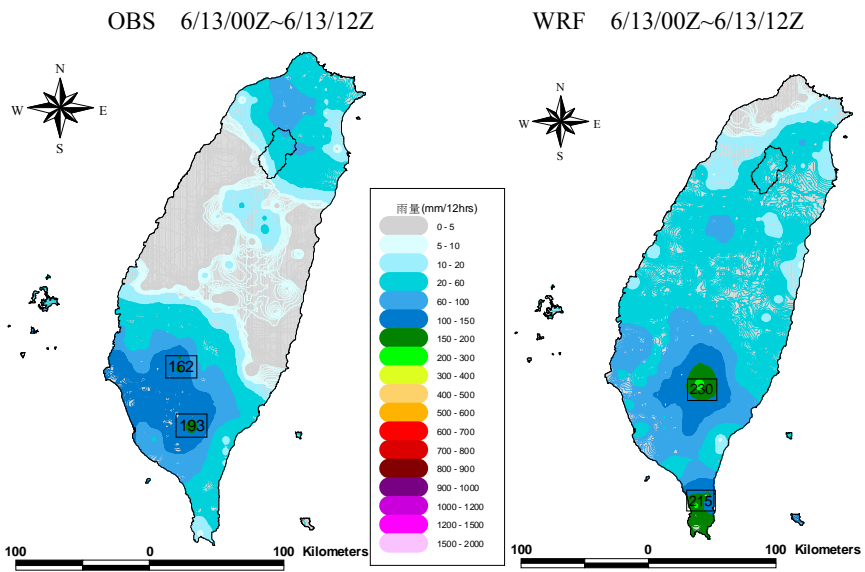 OBS 6/13/00Z~6/13/12Z
WRF 6/13/00Z~6/13/12Z
N
W E
S
N
W E
S
雨量(mm/12hrs)
0 - 5
5 - 10
10 - 20
20 - 60
60 - 100
100 - 150
150 - 200
200 - 300
300 - 400
400 - 500
500 - 600
600 - 700
700 - 800
800 - 900
900 - 1000
1000 - 1200
1200 - 1500
1500 - 2000
162
193
230
215
100 0 100 Kilometers
100 0 100 Kilometers